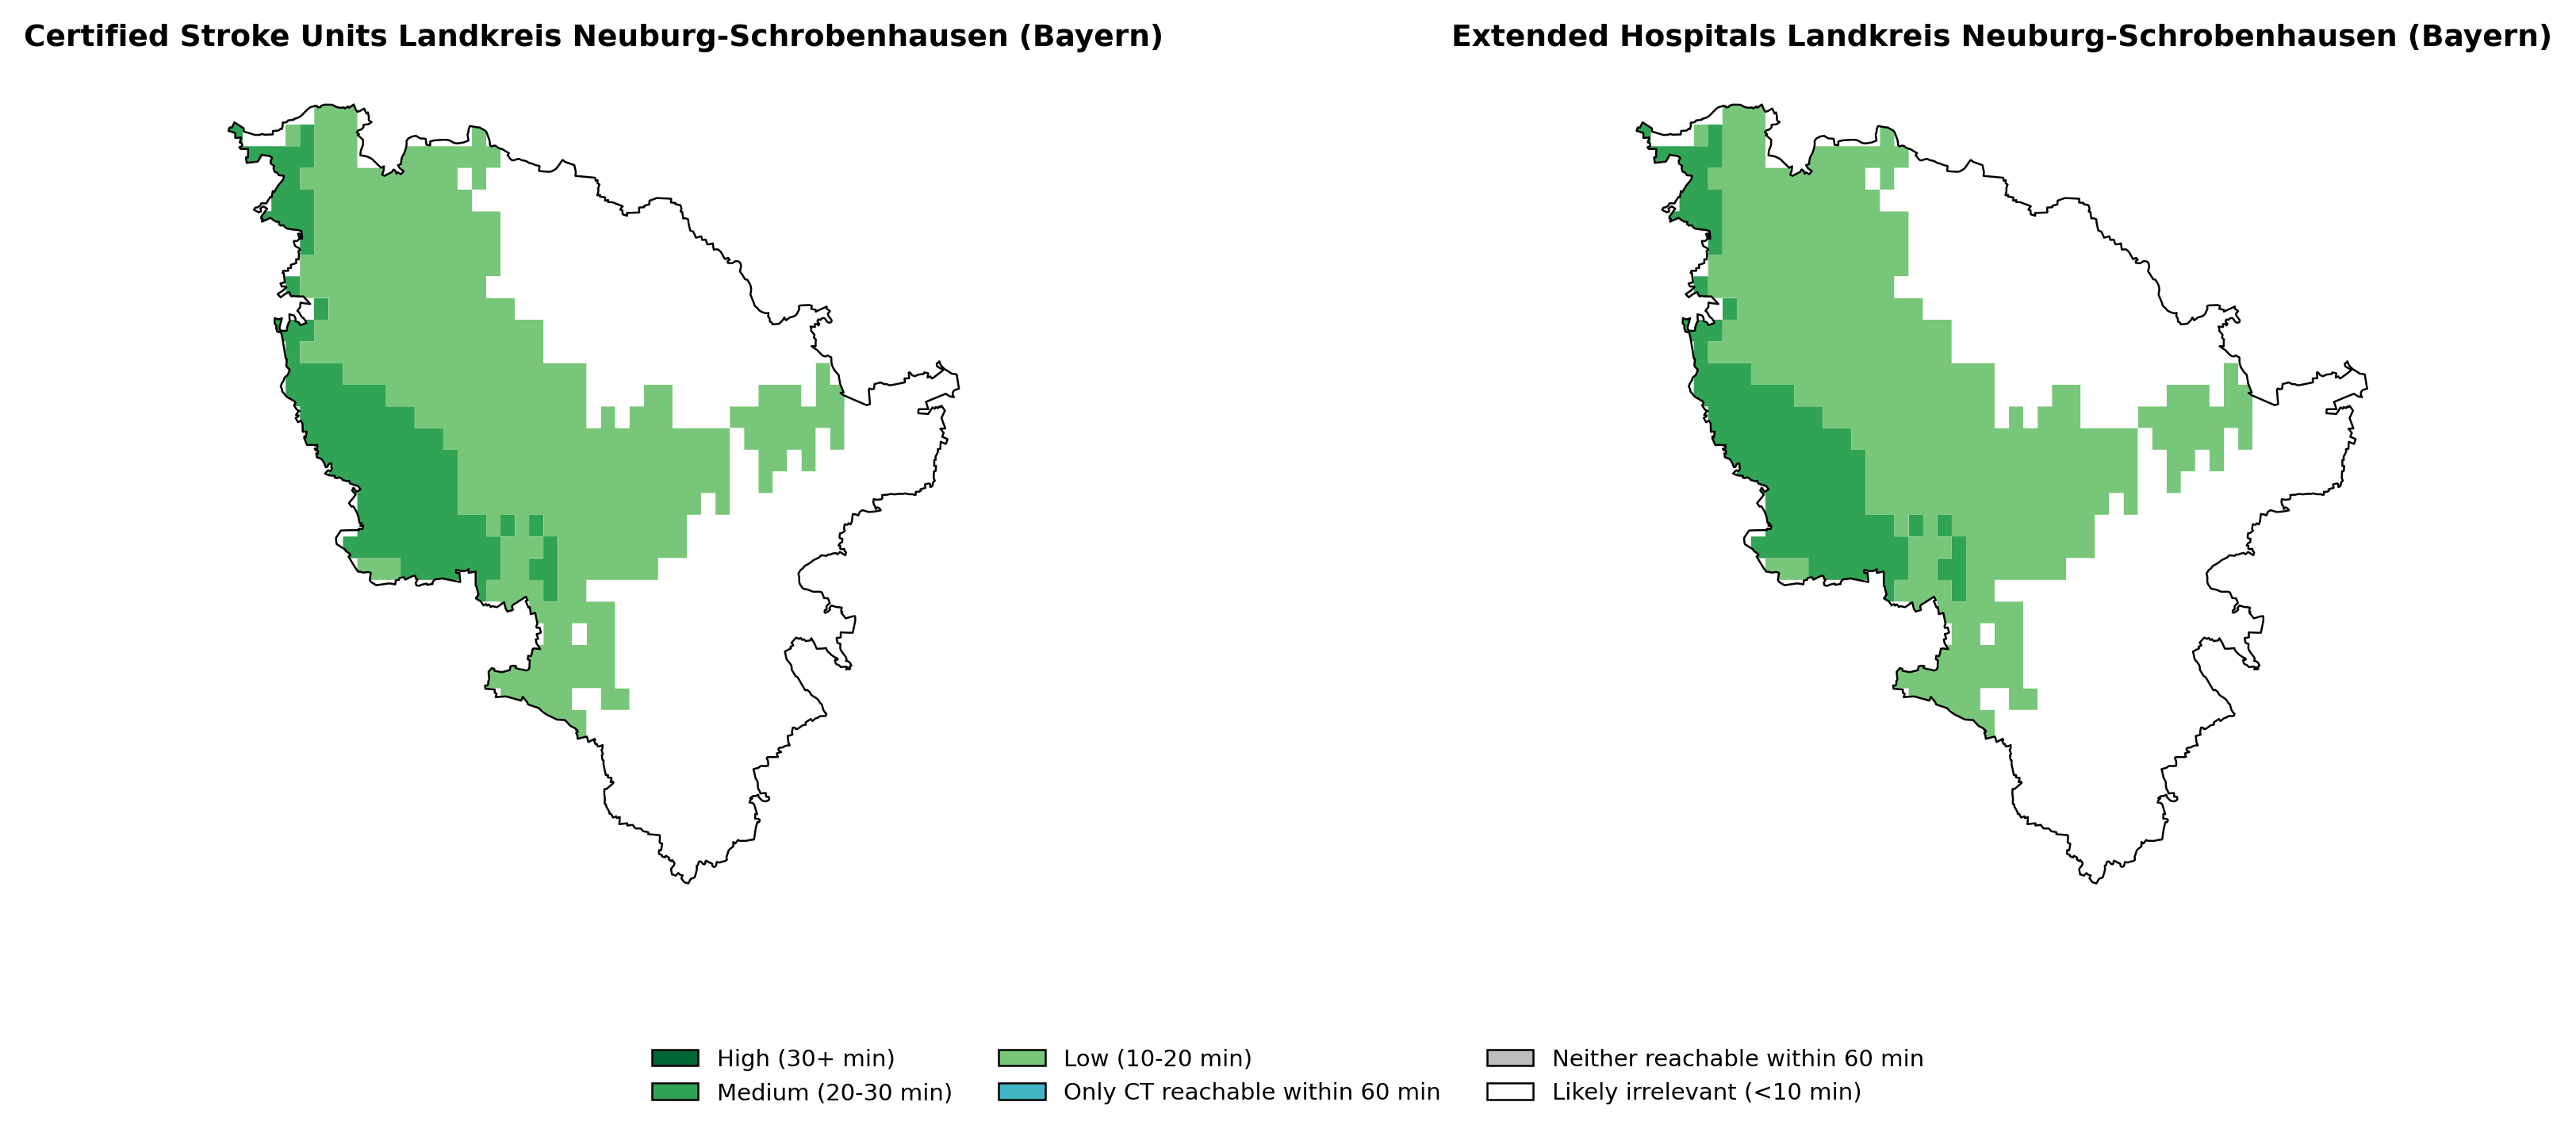 Certified Stroke Units Landkreis Neuburg-Schrobenhausen (Bayern)
Extended Hospitals Landkreis Neuburg-Schrobenhausen (Bayern)
High (30+ min)
Medium (20-30 min)
Low (10-20 min)
Only CT reachable within 60 min
Neither reachable within 60 min
Likely irrelevant (<10 min)